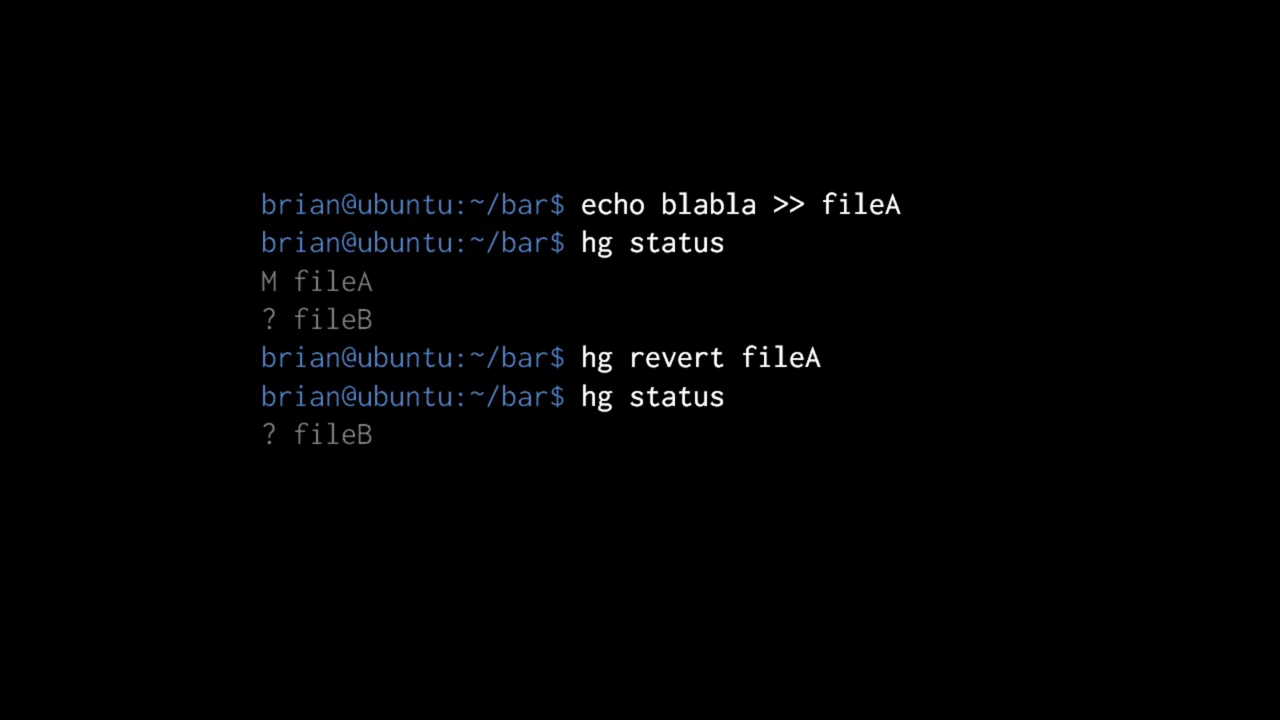 brian@ubuntu:~/bar$ echo blabla >> fileA
brian@ubuntu:~/bar$ hg status
M fileA
? fileB
brian@ubuntu:~/bar$ hg revert fileA
brian@ubuntu:~/bar$ hg status
? fileB